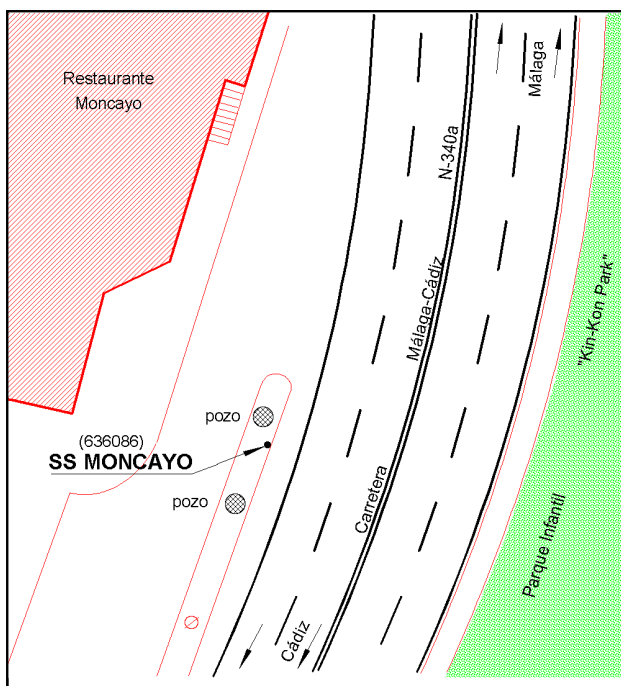 Restaurante
Moncayo
Málaga
N-340a
Málaga-Cádiz
Carretera
Cádiz
"Kin-Kon Park"
Parque Infantil
pozo
(636086)
SS MONCAYO
pozo